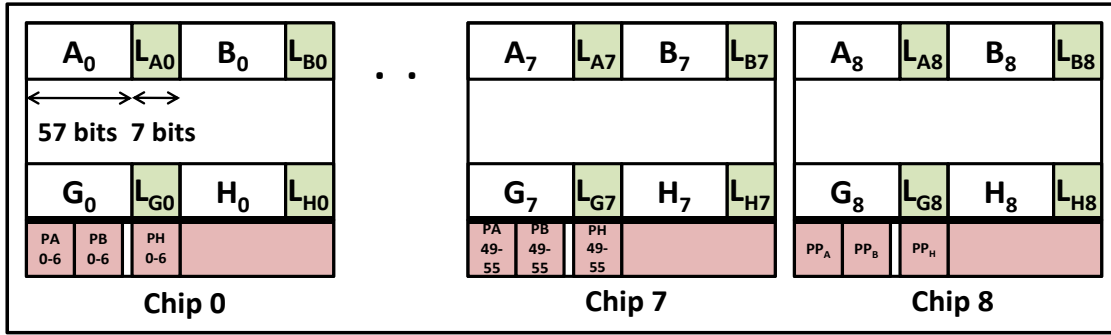 A0 LA0 B0 LB0 . . A7 LA7 B7 LB7 A8 LA8 B8 LB8
57 bits 7 bits
G0 LG0 H0 LH0 G7 LG7 H7 LH7 G8 LG8 H8 LH8
PA PB PH PA PB PH PPA PPB PPH
0-6 0-6 0-6 49- 49- 49-
55 55 55
Chip 0 Chip 7 Chip 8